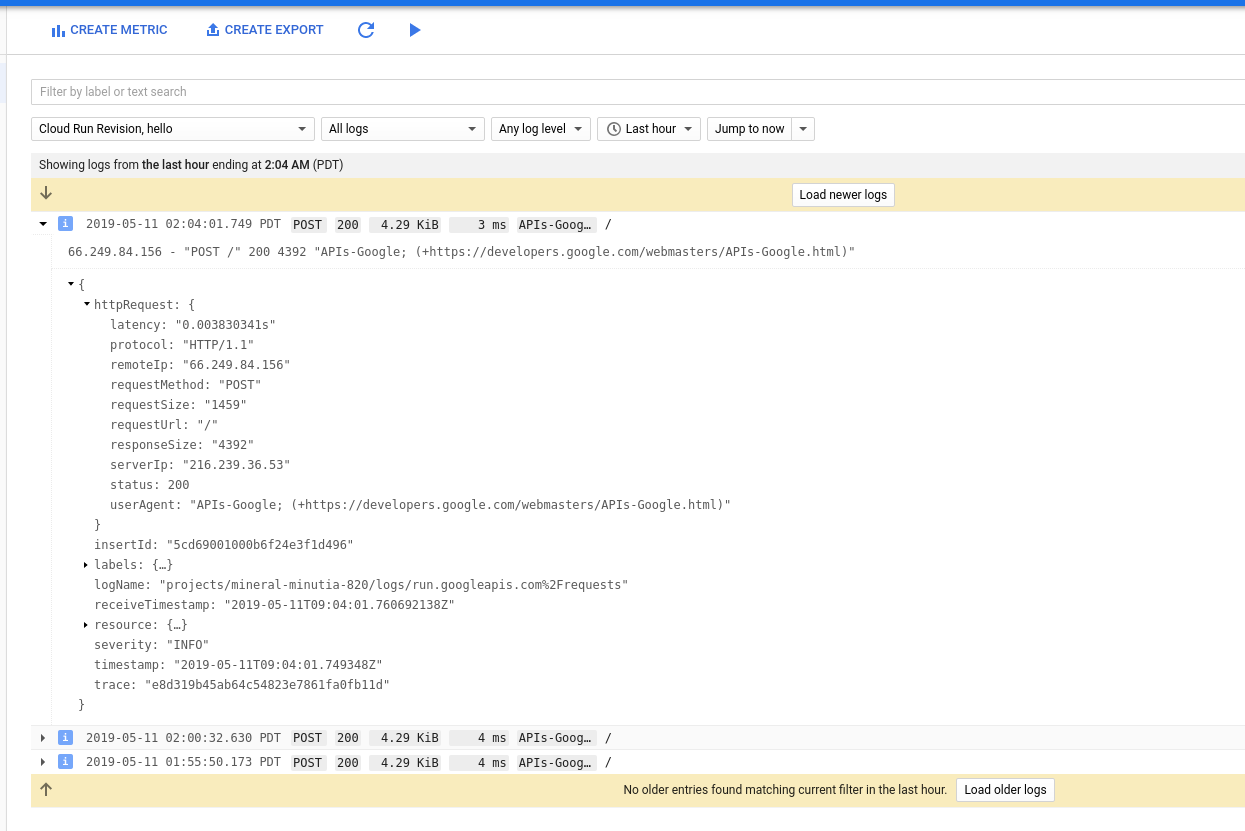 CREATE METRIC CREATE EXPORT
Filter by label or text search
Cloud Run Revision, hello All logs Any log level Last hour Jump to now
Showing logs from the last hour ending at 2:04 AM (PDT)
Load newer logs
i 2019-05-11 02:04:01.749 PDT POST 200 4.29 KiB 3 ms APIs-Goog… /
66.249.84.156 - "POST /" 200 4392 "APIs-Google; (+https://developers.google.com/webmasters/APIs-Google.html)"
{
httpRequest: {
latency: "0.003830341s"
protocol: "HTTP/1.1"
remoteIp: "66.249.84.156"
requestMethod: "POST"
requestSize: "1459"
requestUrl: "/"
responseSize: "4392"
serverIp: "216.239.36.53"
status: 200
userAgent: "APIs-Google; (+https://developers.google.com/webmasters/APIs-Google.html)"
}
insertId: "5cd69001000b6f24e3f1d496"
labels: {…}
logName: "projects/mineral-minutia-820/logs/run.googleapis.com%2Frequests"
receiveTimestamp: "2019-05-11T09:04:01.760692138Z"
resource: {…}
severity: "INFO"
timestamp: "2019-05-11T09:04:01.749348Z"
trace: "e8d319b45ab64c54823e7861fa0fb11d"
}
i 2019-05-11 02:00:32.630 PDT POST 200 4.29 KiB 4 ms APIs-Goog… /
i 2019-05-11 01:55:50.173 PDT POST 200 4.29 KiB 4 ms APIs-Goog… /
No older entries found matching current filter in the last hour. Load older logs